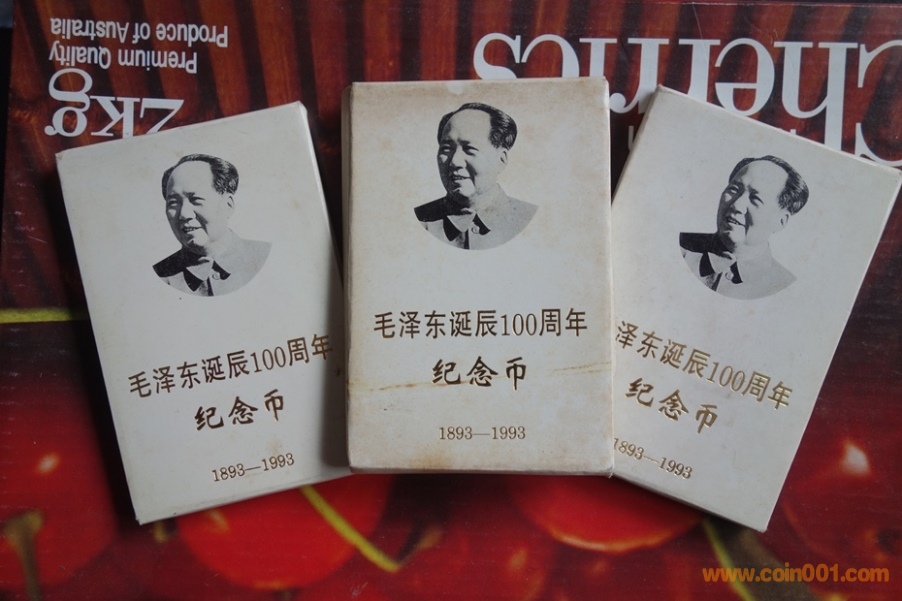 Cherries
Premium Quality
Produce of Australia
2kg
毛泽东诞辰100周年
纪念币
1893—1993
毛泽东诞辰100周年
纪念币
1893—1993
泽东诞辰100周年
纪念币
1893—1993
www.coin001.com